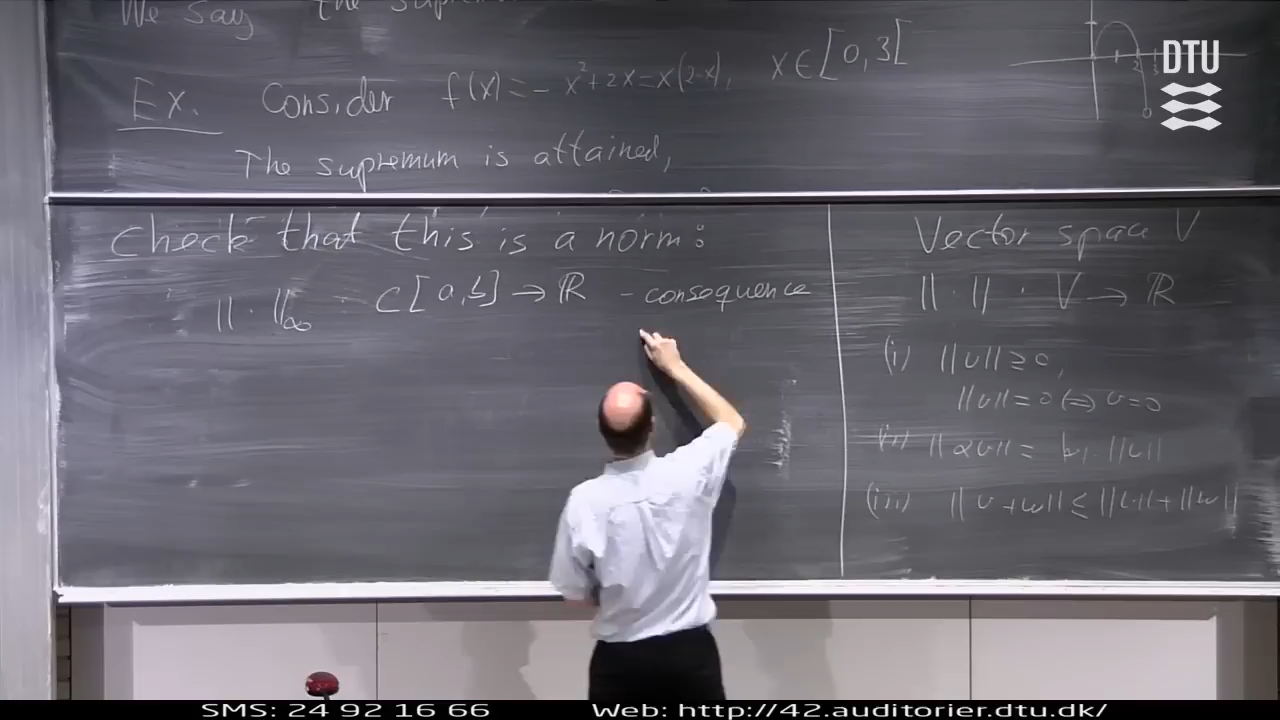 We say the suprem
Ex. Consider f(x) = -x²+2x = x(2-x), x ∈ [0,3[
The supremum is attained,
Check that this is a norm:
‖·‖∞ : C[a,b] → ℝ - consequence
Vector space V
‖·‖ : V → ℝ
(i) ‖v‖ ≥ 0,
‖v‖ = 0 (=) v = 0
(ii) ‖αv‖ = |α|·‖v‖
(iii) ‖v+w‖ ≤ ‖v‖+‖w‖
DTU
SMS: 24 92 16 66 Web: http://42.auditorier.dtu.dk/